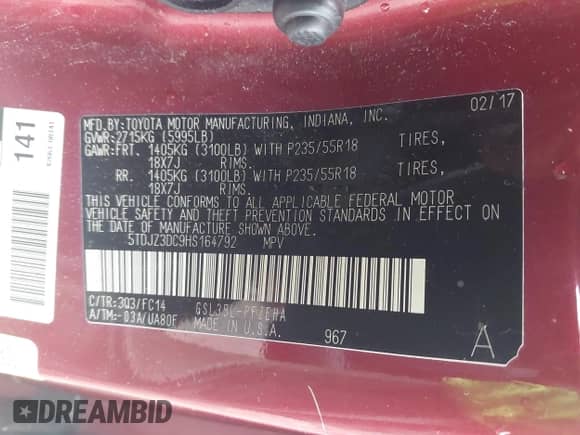 MFD.BY:TOYOTA MOTOR MANUFACTURING, INDIANA, INC. 02/17
GVWR:2715KG (5995LB)
GAWR:FRT. 1405KG (3100LB) WITH P235/55R18 TIRES,
18X7J RIMS.
RR. 1405KG (3100LB) WITH P235/55R18 TIRES,
18X7J RIMS.
THIS VEHICLE CONFORMS TO ALL APPLICABLE FEDERAL MOTOR
VEHICLE SAFETY AND THEFT PREVENTION STANDARDS IN EFFECT ON
THE DATE OF MANUFACTURE SHOWN ABOVE.
5TDJZ3DC9HS164792 MPV
C/TR:3Q3/FC14
A/TM:-03A/UA80F MADE IN U.S.A. 967 A
141
DREAMBID